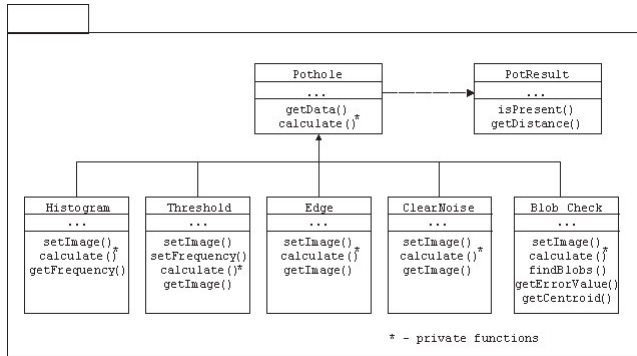 Pothole
...
getData()
calculate()*
PotResult
...
isPresent()
getDistance()
Histogram
...
setImage()
calculate()*
getFrequency()
Threshold
...
setImage()
setFrequency()
calculate()*
getImage()
Edge
...
setImage()
calculate()*
getImage()
ClearNoise
...
setImage()
calculate()*
getImage()
Blob Check
...
setImage()
calculate()*
findBlobs()
getErrorValue()
getCentroid()
* - private functions